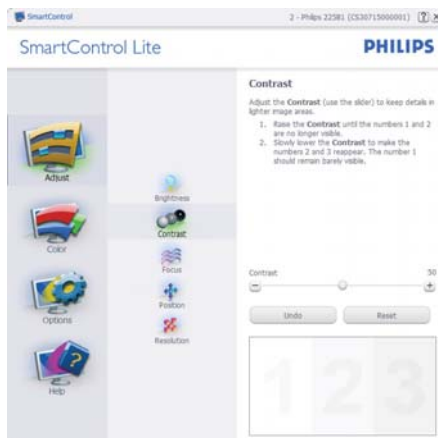 SmartControl
2 - Philips 225B1 (CS30715000001)
SmartControl Lite
PHILIPS
Contrast
Adjust the Contrast (use the slider) to keep details in
lighter image areas.
1. Raise the Contrast until the numbers 1 and 2
are no longer visible.
2. Slowly lower the Contrast to make the
numbers 2 and 3 reappear. The number 1
should remain barely visible.
Adjust
Color
Options
Help
Brightness
Contrast
Focus
Position
Resolution
Contrast 50
Undo Reset
1 2 3